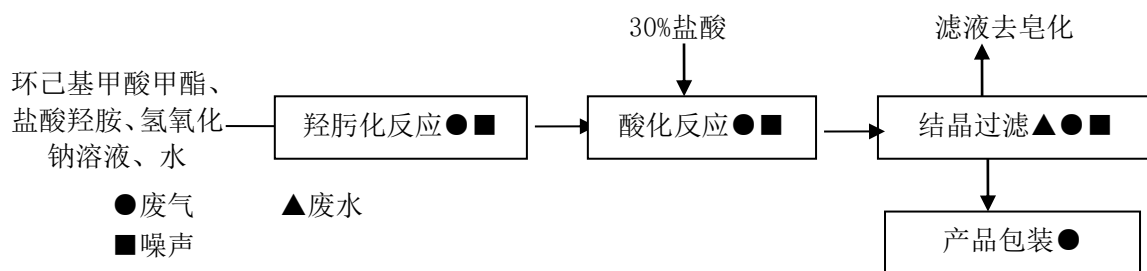 30%盐酸
滤液去皂化
环己基甲酸甲酯、
盐酸羟胺、氢氧化
钠溶液、水
羟肟化反应●■
酸化反应●■
结晶过滤▲●■
●废气
▲废水
■噪声
产品包装●